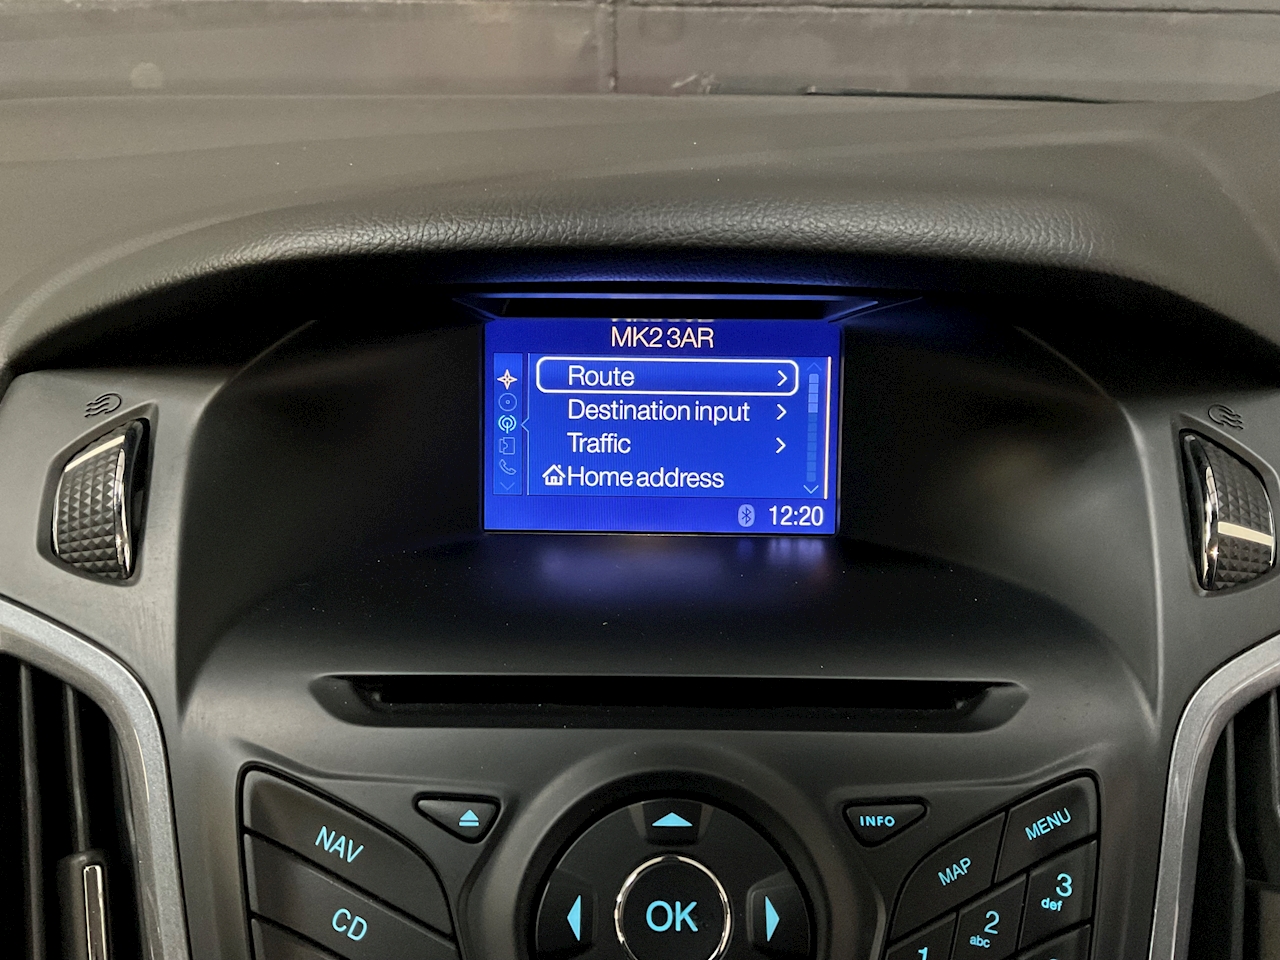 MK2 3AR
Route
Destination input
Traffic
Home address
12:20
INFO
MENU
NAV
MAP
3
def
CD
OK
2
abc
1